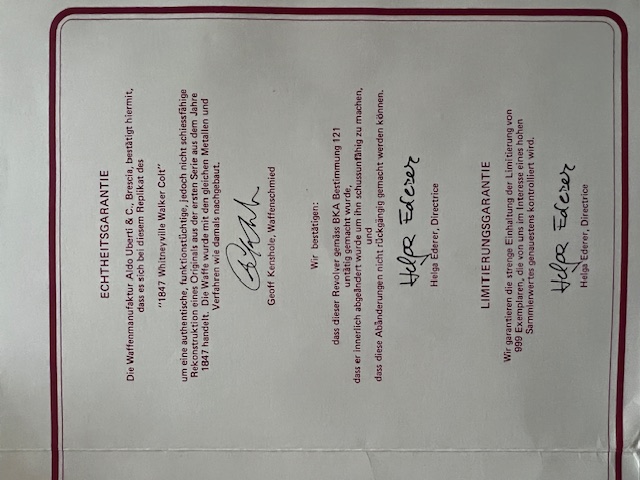 ECHTHEITSGARANTIE
Die Waffenmanufaktur Aldo Uberti & C., Brescia, bestätigt hiermit,
dass es sich bei diesem Replikat des
"1847 Whitneyville Walker Colt"
um eine authentische, funktionstüchtige, jedoch nicht schiessfähige
Rekonstruktion eines Originals aus der ersten Serie aus dem Jahre
1847 handelt. Die Waffe wurde mit den gleichen Metallen und
Verfahren wie damals nachgebaut.
Geoff Kershole, Waffenschmied
Wir bestätigen:
dass dieser Revolver gemäss BKA Bestimmung 121
untätig gemacht wurde,
dass er innerlich abgeändert wurde um ihn schussunfähig zu machen,
und
dass diese Abänderungen nicht rückgängig gemacht werden können.
Helga Ederer
Helga Ederer, Directrice
LIMITIERUNGSGARANTIE
Wir garantieren die strenge Einhaltung der Limitierung von
999 Exemplaren, die von uns im Interesse eines hohen
Sammlerwertes genauestens kontrolliert wird.
Helga Ederer
Helga Ederer, Directrice